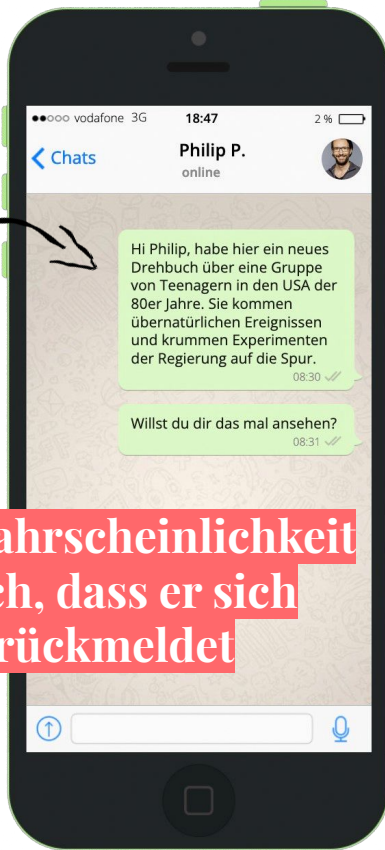 vodafone 3G 18:47 2 %
Chats Philip P.
online
Hi Philip, habe hier ein neues
Drehbuch über eine Gruppe
von Teenagern in den USA der
80er Jahre. Sie kommen
übernatürlichen Ereignissen
und krummen Experimenten
der Regierung auf die Spur.
08:30
Willst du dir das mal ansehen?
08:31
ahrscheinlichkeit
ch, dass er sich
rückmeldet